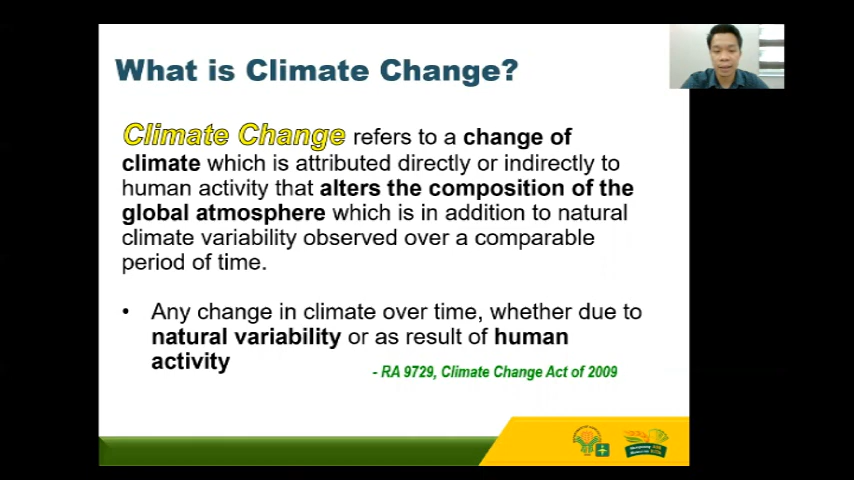 What is Climate Change?
Climate Change refers to a change of
climate which is attributed directly or indirectly to
human activity that alters the composition of the
global atmosphere which is in addition to natural
climate variability observed over a comparable
period of time.
• Any change in climate over time, whether due to
natural variability or as result of human
activity
- RA 9729, Climate Change Act of 2009